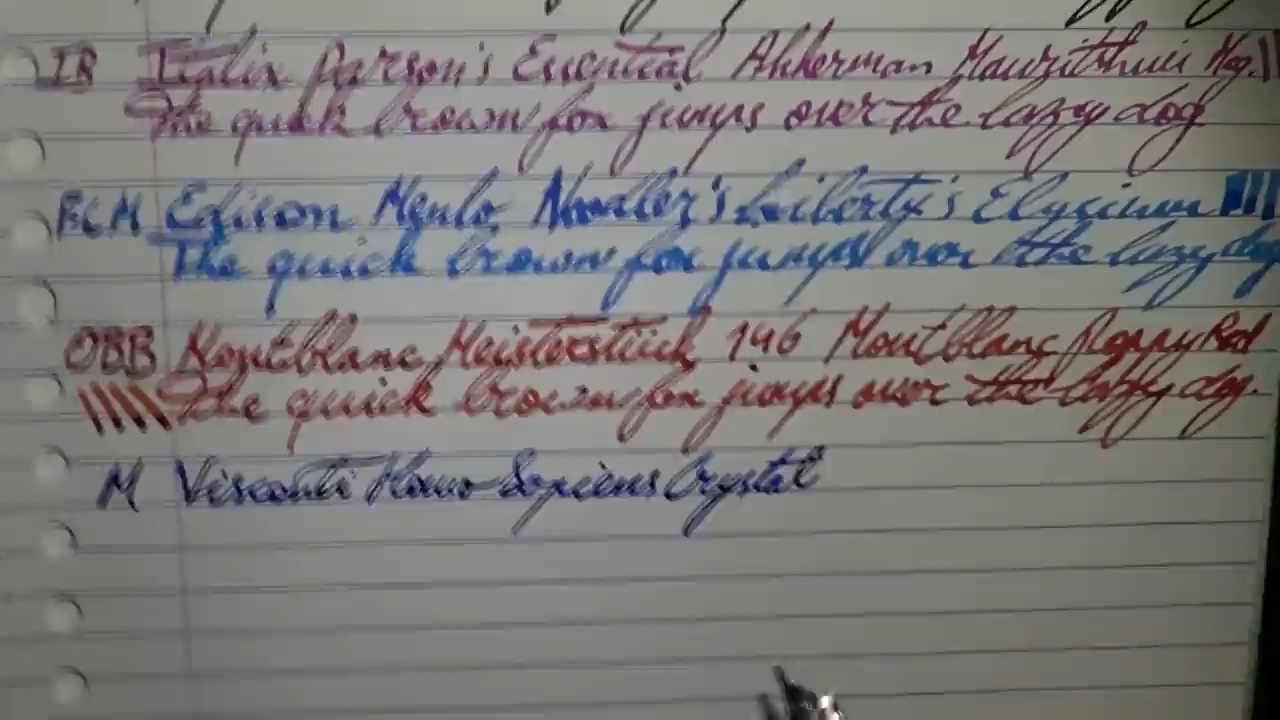 IB Italix Parson's Essential Akkerman Mauritshuis Mag.
The quick brown fox jumps over the lazy dog
Edison Menlo Noodler's Liberty's Elysium
The quick brown fox jumps over the lazy dog
OBB Montblanc Meisterstück 146 Montblanc Poppy Red
The quick brown fox jumps over the lazy dog.
M Visconti Homo Sapiens Crystal